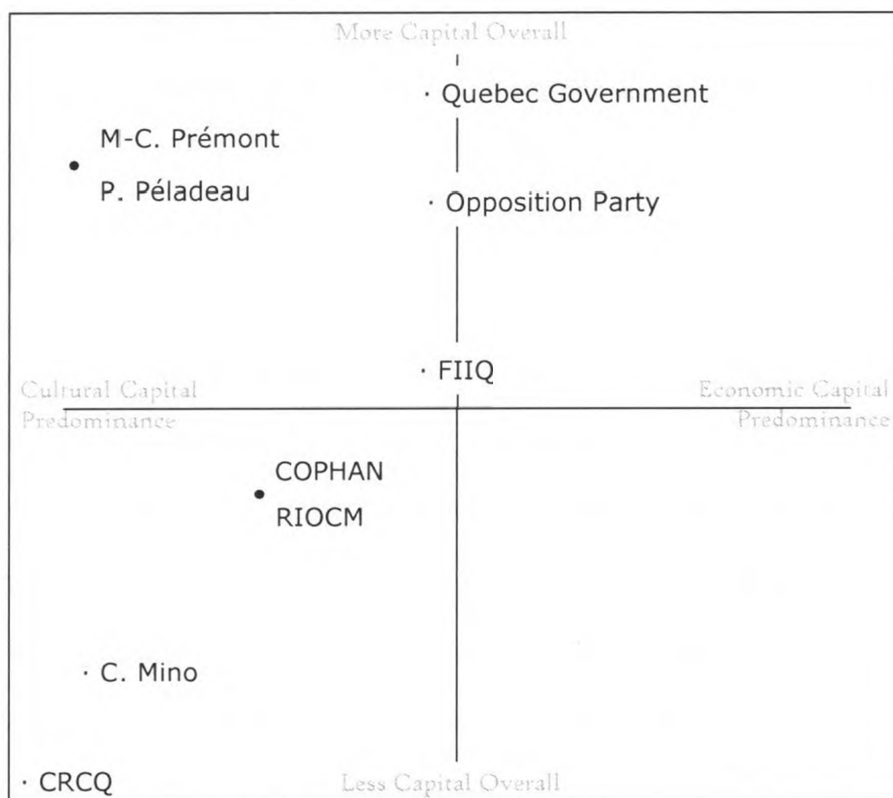 More Capital Overall
· Quebec Government
M-C. Prémont
P. Péladeau
· Opposition Party
· FIIQ
Cultural Capital
Predominance
Economic Capital
Predominance
COPHAN
RIOCM
· C. Mino
· CRCQ
Less Capital Overall